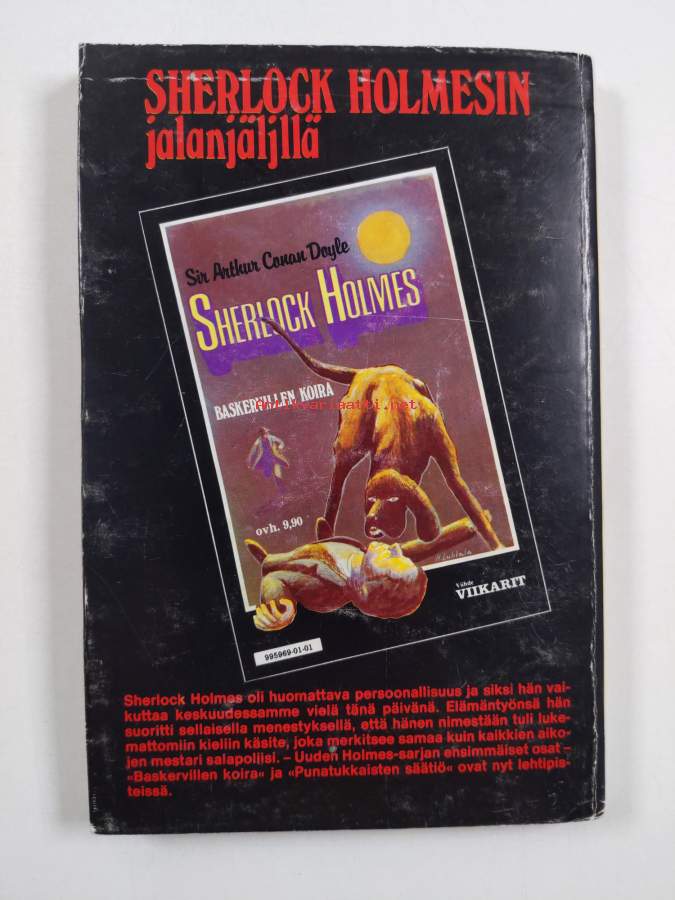 SHERLOCK HOLMESIN
jalanjäljillä
Sir Arthur Conan Doyle
SHERLOCK HOLMES
BASKERVILLEN KOIRA
Antikvariaatti.net
ovh. 9,90
Viihde
VIIKARIT
995969-01-01
Sherlock Holmes oli huomattava persoonallisuus ja siksi hän vai-
kuttaa keskuudessamme vielä tänä päivänä. Elämäntyönsä hän
suoritti sellaisella menestyksellä, että hänen nimestään tuli luke-
mattomiin kieliin käsite, joka merkitsee samaa kuin kaikkien aiko-
jen mestari salapoliisi. – Uuden Holmes-sarjan ensimmäiset osat –
«Baskervillen koira« ja «Punatukkaisten säätiö« ovat nyt lehtipis-
teissä.